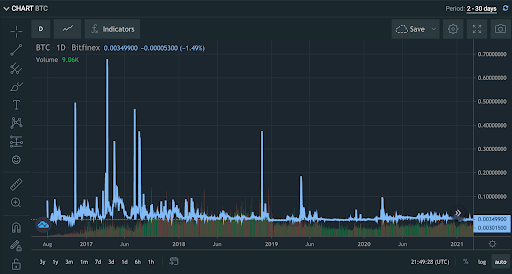 CHART BTC
Period: 2 - 30 days
D
Indicators
Save
BTC 1D Bitfinex 0.00349900 -0.00005300 (-1.49%)
Volume 9.06K
0.70000000
0.60000000
0.50000000
0.40000000
0.30000000
0.20000000
0.10000000
0.00349900
0.00301500
Aug 2017 Jun 2018 Jun 2019 Jun 2020 Jun 2021
3y 1y 3m 1m 7d 3d 1d 6h 1h
21:49:28 (UTC) % log auto